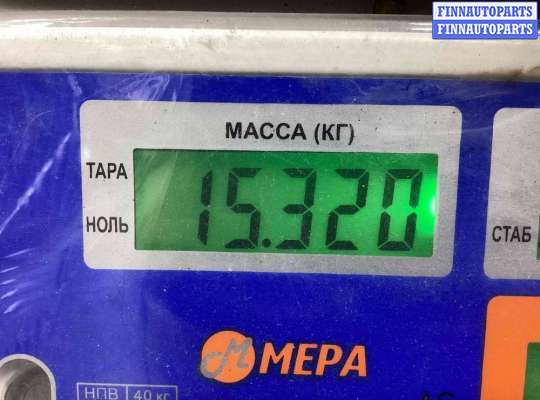 FINNAUTOPARTS
FINNAUTOPARTS
МАССА (КГ)
ТАРА
15.320
НОЛЬ
СТАБ
МЕРА
НПВ 40 кг